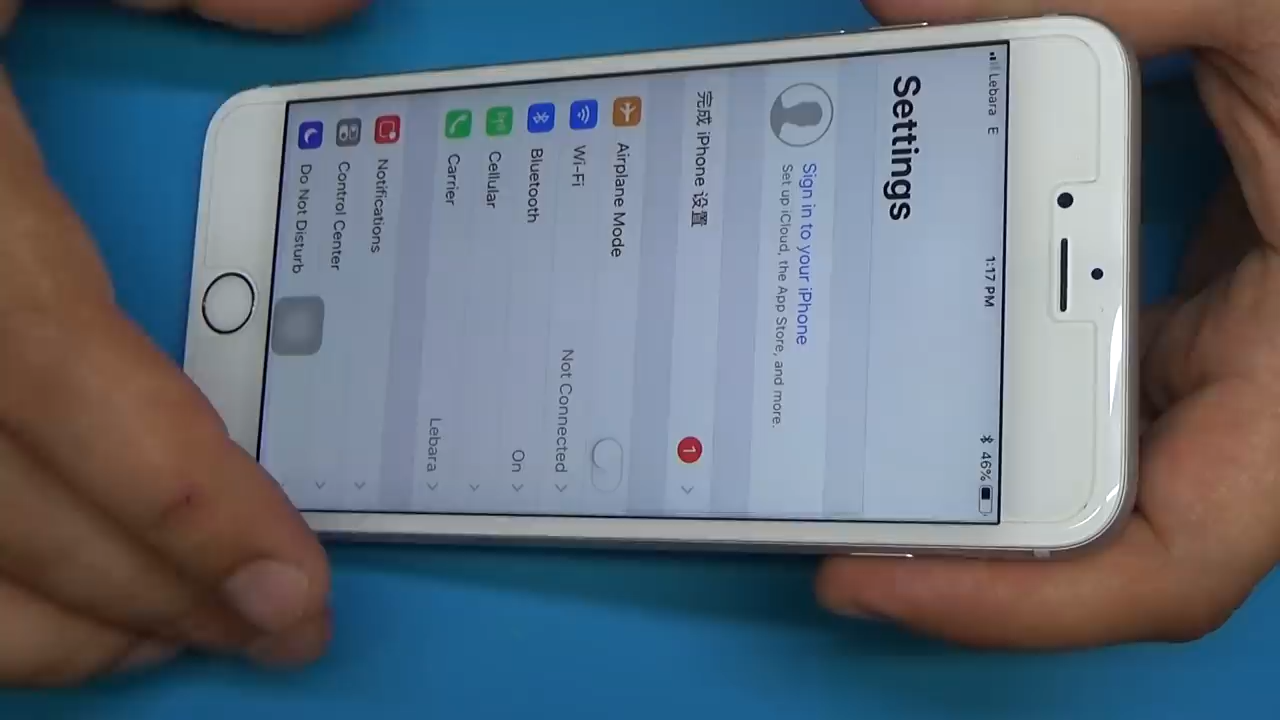 Lebara E 1:17 PM 46%
Settings
Sign in to your iPhone
Set up iCloud, the App Store, and more.
完成 iPhone 设置 1
Airplane Mode
Wi-Fi Not Connected
Bluetooth On
Cellular
Carrier Lebara
Notifications
Control Center
Do Not Disturb